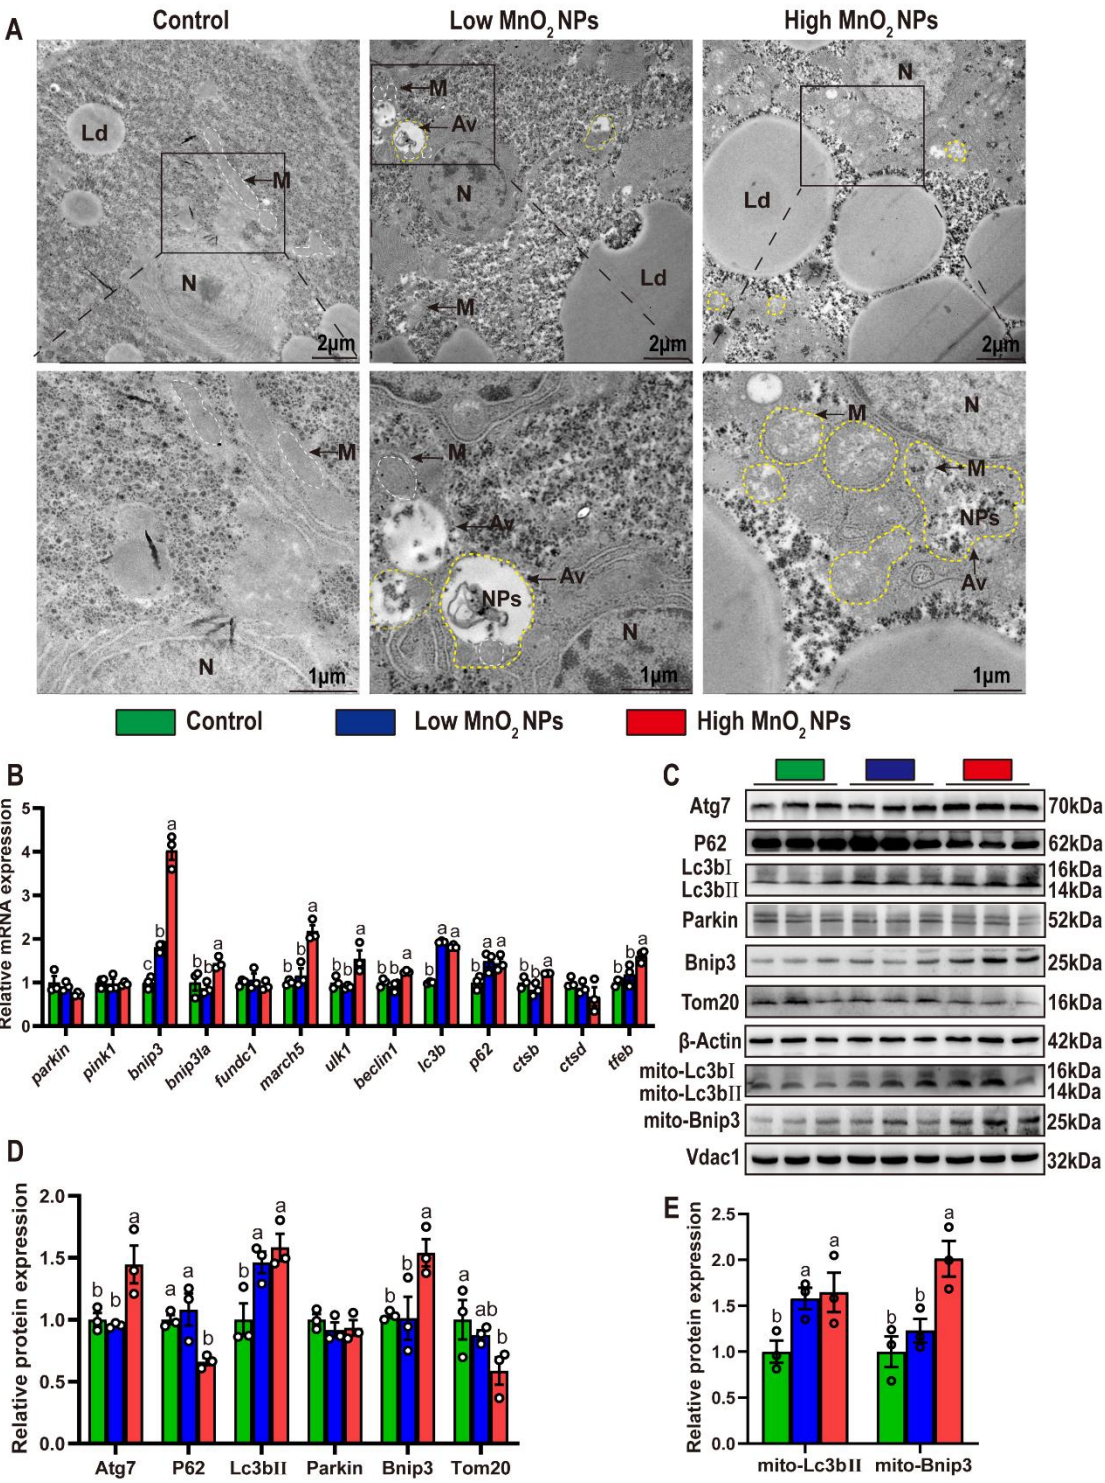 A
Control
Low MnO₂ NPs
High MnO₂ NPs
Ld
M
N
2μm
M
Av
N
M
Ld
2μm
N
Ld
2μm
M
N
1μm
M
Av
Av
NPs
N
1μm
M
N
M
NPs
Av
1μm
Control
Low MnO₂ NPs
High MnO₂ NPs
B
Relative mRNA expression
5
4
3
2
1
0
c b a
b b a
b b a
b b a
b b a
b a a
b a a
b b a
b b a
parkin
pink1
bnip3
bnip3la
fundc1
march5
ulk1
beclin1
lc3b
p62
ctsb
ctsd
tfeb
C
Atg7 70kDa
P62 62kDa
Lc3bI 16kDa
Lc3bII 14kDa
Parkin 52kDa
Bnip3 25kDa
Tom20 16kDa
β-Actin 42kDa
mito-Lc3bI 16kDa
mito-Lc3bII 14kDa
mito-Bnip3 25kDa
Vdac1 32kDa
D
Relative protein expression
2.0
1.5
1.0
0.5
0.0
b b a
a a b
b a a
b b a
a ab b
Atg7
P62
Lc3bII
Parkin
Bnip3
Tom20
E
Relative protein expression
2.5
2.0
1.5
1.0
0.5
0.0
b a a
b b a
mito-Lc3bII
mito-Bnip3